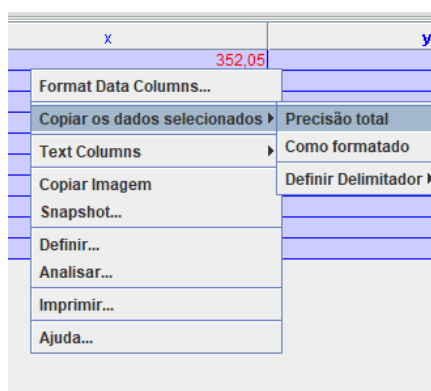 x
y
352,05
Format Data Columns...
Copiar os dados selecionados
Precisão total
Text Columns
Como formatado
Copiar Imagem
Definir Delimitador
Snapshot...
Definir...
Analisar...
Imprimir...
Ajuda...